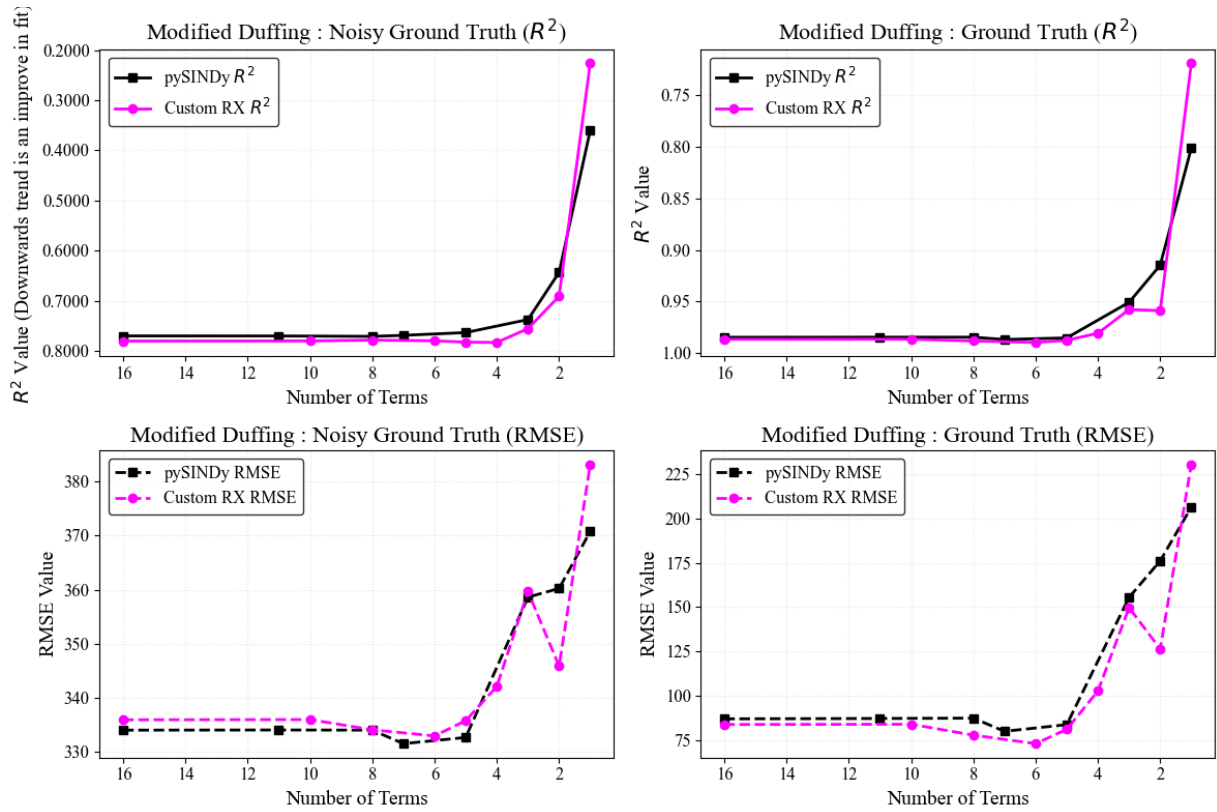 Modified Duffing : Noisy Ground Truth (R²)
R² Value (Downwards trend is an improve in fit)
0.2000
0.3000
0.4000
0.5000
0.6000
0.7000
0.8000
pySINDy R²
Custom RX R²
16 14 12 10 8 6 4 2
Number of Terms
Modified Duffing : Ground Truth (R²)
R² Value
0.75
0.80
0.85
0.90
0.95
1.00
pySINDy R²
Custom RX R²
16 14 12 10 8 6 4 2
Number of Terms
Modified Duffing : Noisy Ground Truth (RMSE)
RMSE Value
380
370
360
350
340
330
pySINDy RMSE
Custom RX RMSE
16 14 12 10 8 6 4 2
Number of Terms
Modified Duffing : Ground Truth (RMSE)
RMSE Value
225
200
175
150
125
100
75
pySINDy RMSE
Custom RX RMSE
16 14 12 10 8 6 4 2
Number of Terms